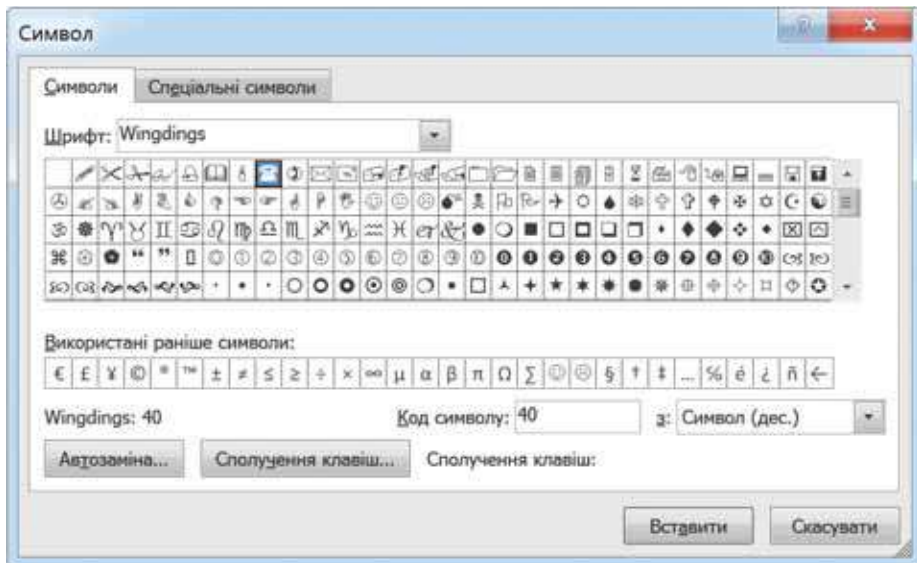 Символ
Символи Спеціальні символи
Шрифт: Wingdings
Використані раніше символи:
€ £ ¥ © ® ™ ± ≠ ≤ ≥ ÷ × ∞ µ α β π Ω ∑ ☺ ☹ § † ‡ … ℅ é ¿ ñ ←
Wingdings: 40 Код символу: 40 з: Символ (дес.)
Автозаміна... Сполучення клавіш... Сполучення клавіш:
Вставити Скасувати